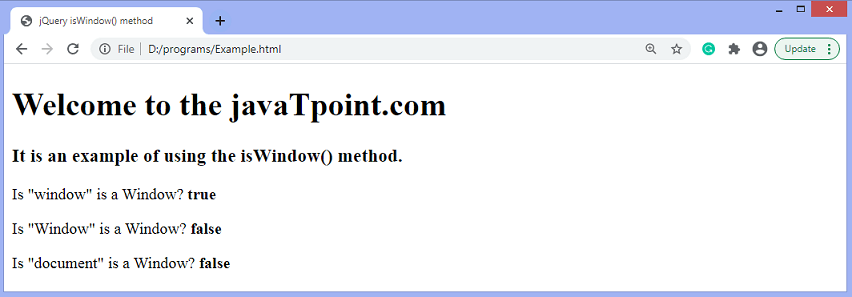 jQuery isWindow() method
File
D:/programs/Example.html
Update
Welcome to the javaTpoint.com
It is an example of using the isWindow() method.
Is "window" is a Window? true
Is "Window" is a Window? false
Is "document" is a Window? false